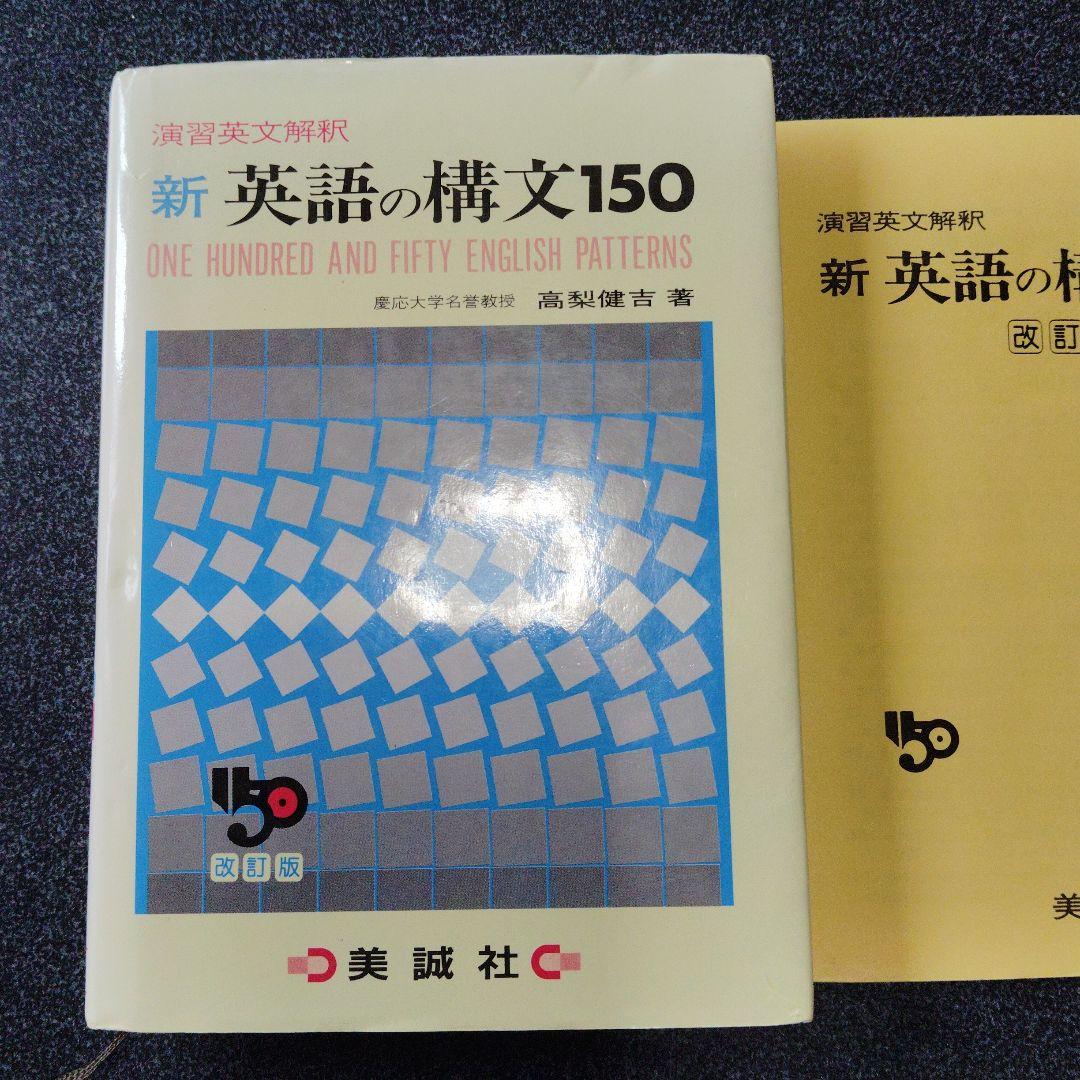 演習英文解釈
新 英語の構文150
ONE HUNDRED AND FIFTY ENGLISH PATTERNS
慶応大学名誉教授 高梨健吉 著
150
改訂版
美誠社
演習英文解釈
新 英語の構
改訂
150
美